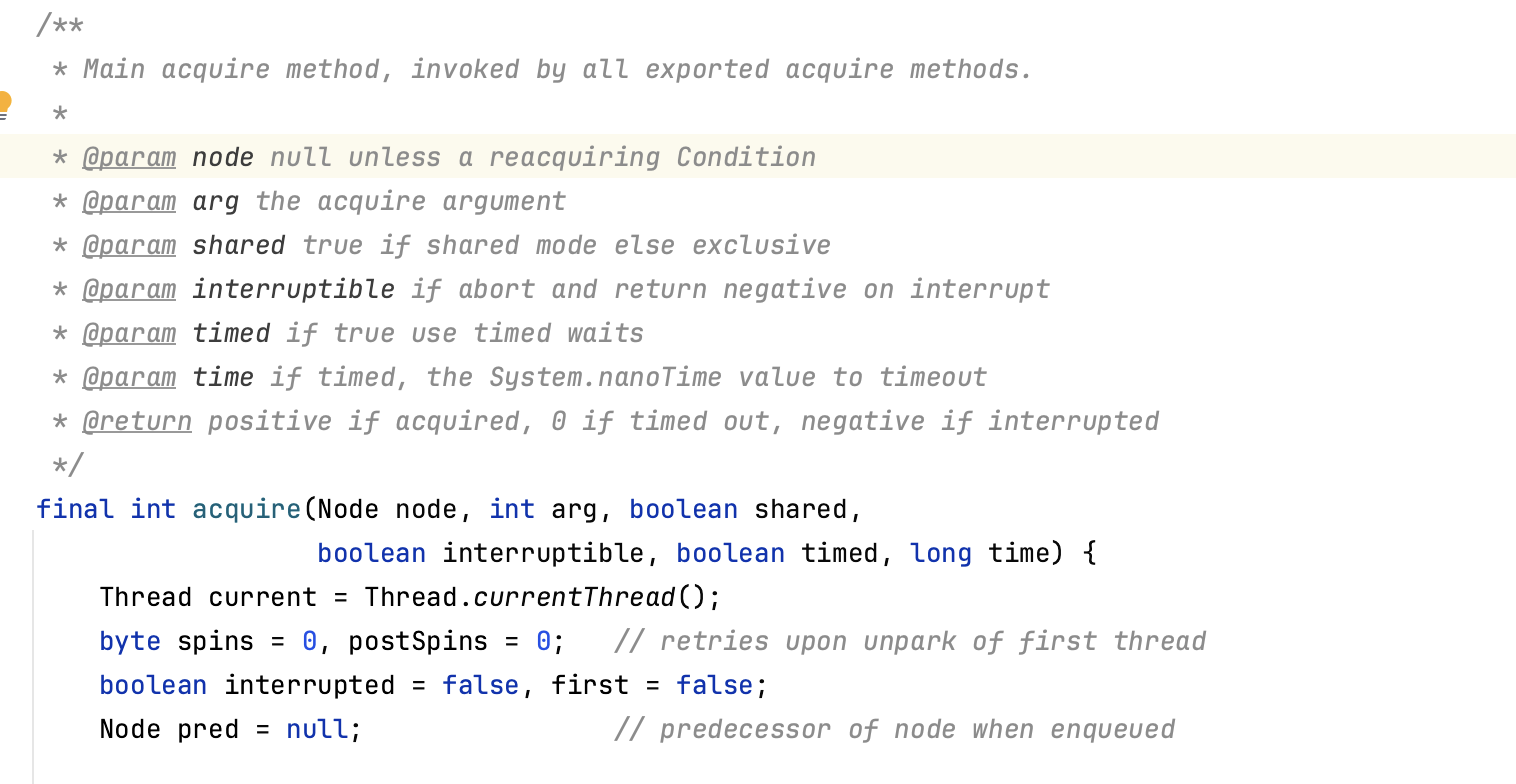 /**
 * Main acquire method, invoked by all exported acquire methods.
 *
 * @param node null unless a reacquiring Condition
 * @param arg the acquire argument
 * @param shared true if shared mode else exclusive
 * @param interruptible if abort and return negative on interrupt
 * @param timed if true use timed waits
 * @param time if timed, the System.nanoTime value to timeout
 * @return positive if acquired, 0 if timed out, negative if interrupted
 */
final int acquire(Node node, int arg, boolean shared,
                  boolean interruptible, boolean timed, long time) {
    Thread current = Thread.currentThread();
    byte spins = 0, postSpins = 0;   // retries upon unpark of first thread
    boolean interrupted = false, first = false;
    Node pred = null;                // predecessor of node when enqueued